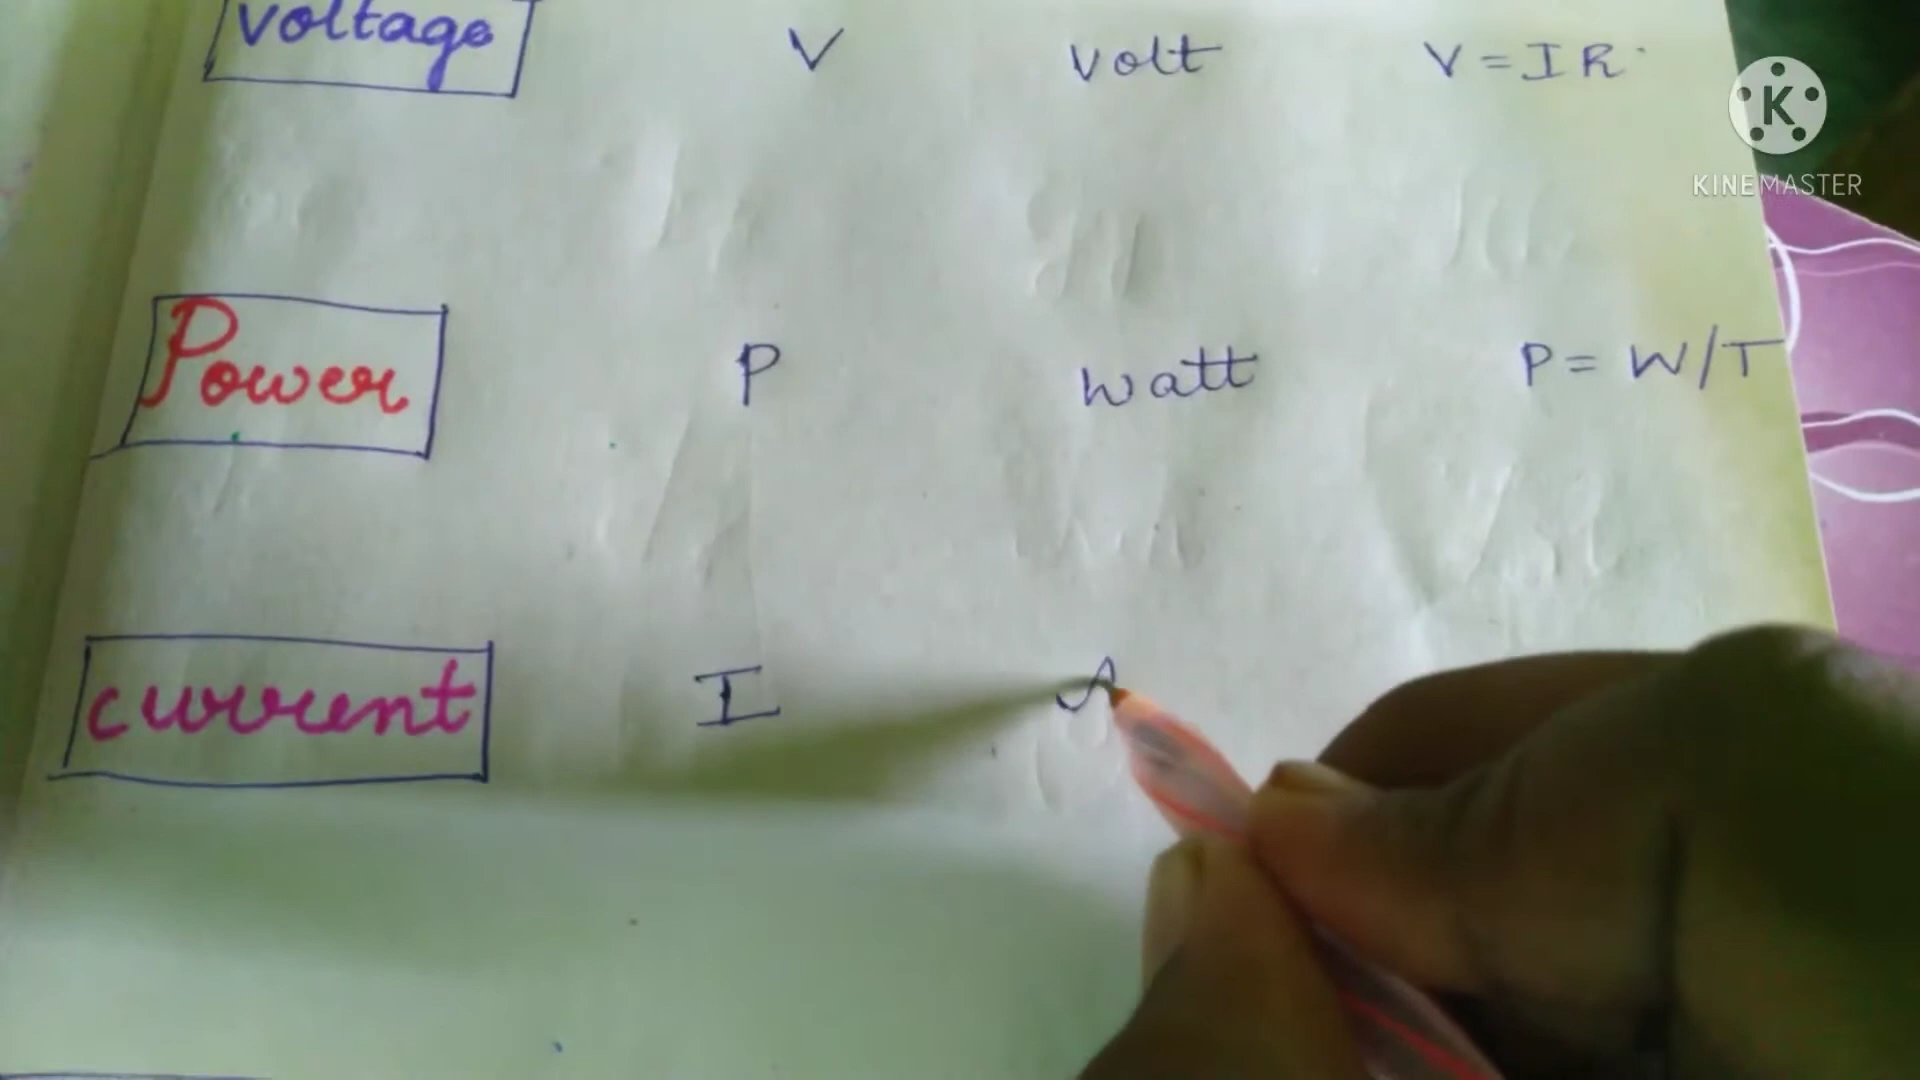 voltage V volt V = IR
K
KINEMASTER
Power P watt P = W/T
current I A